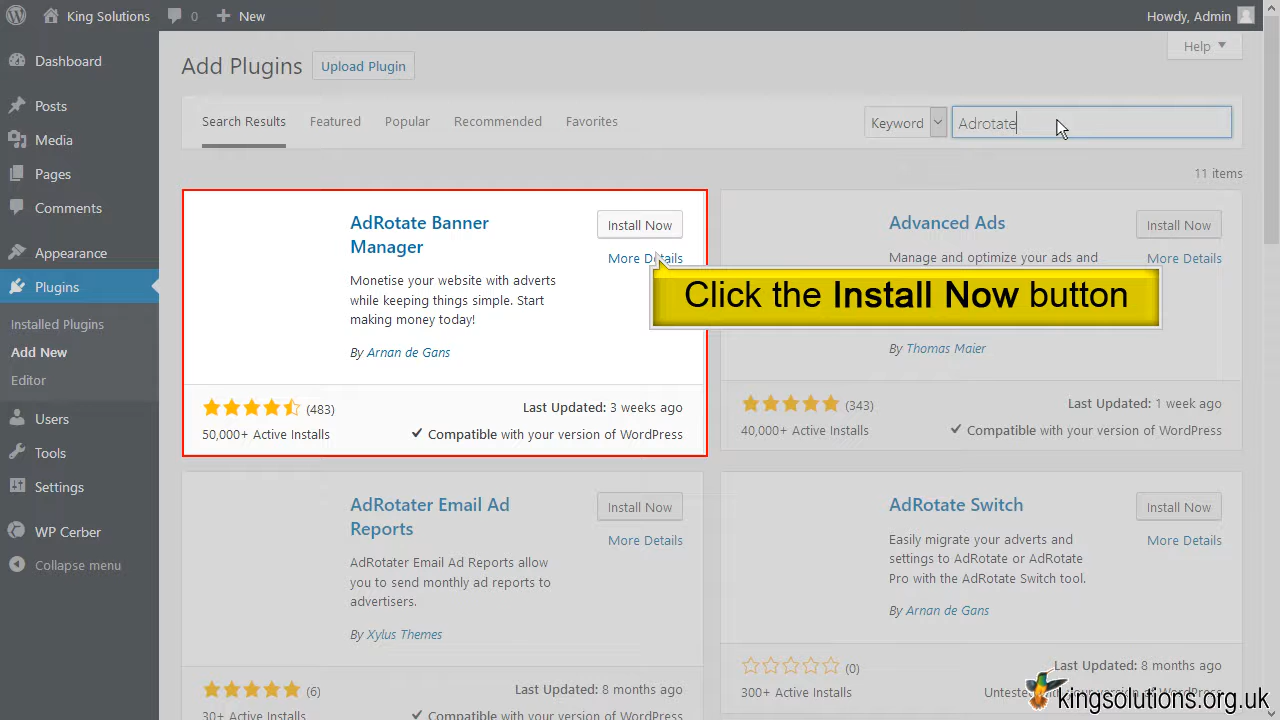 King Solutions 0 New Howdy, Admin
Dashboard
Posts
Media
Pages
Comments
Appearance
Plugins
Installed Plugins
Add New
Editor
Users
Tools
Settings
WP Cerber
Collapse menu
Help
Add Plugins Upload Plugin
Search Results Featured Popular Recommended Favorites Keyword Adrotate
11 items
AdRotate Banner
Manager
Install Now
More Details
Monetise your website with adverts
while keeping things simple. Start
making money today!
By Arnan de Gans
(483)
Last Updated: 3 weeks ago
50,000+ Active Installs
Compatible with your version of WordPress
Click the Install Now button
Advanced Ads
Install Now
More Details
Manage and optimize your ads and
By Thomas Maier
(343)
Last Updated: 1 week ago
40,000+ Active Installs
Compatible with your version of WordPress
AdRotater Email Ad
Reports
Install Now
More Details
AdRotater Email Ad Reports allow
you to send monthly ad reports to
advertisers.
By Xylus Themes
(6)
Last Updated: 8 months ago
30+ Active Installs
Compatible with your version of WordPress
AdRotate Switch
Install Now
More Details
Easily migrate your adverts and
settings to AdRotate or AdRotate
Pro with the AdRotate Switch tool.
By Arnan de Gans
(0)
Last Updated: 8 months ago
300+ Active Installs
version of WordPress
kingsolutions.org.uk